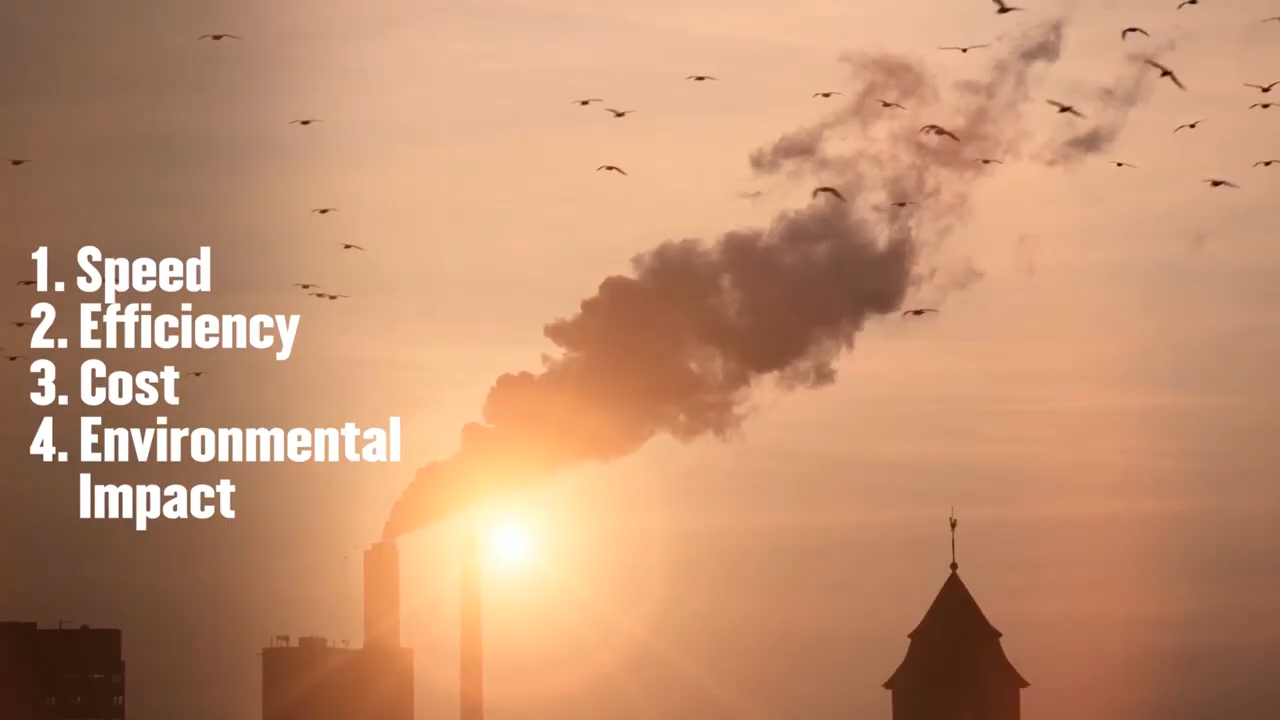 1. Speed
2. Efficiency
3. Cost
4. Environmental
Impact